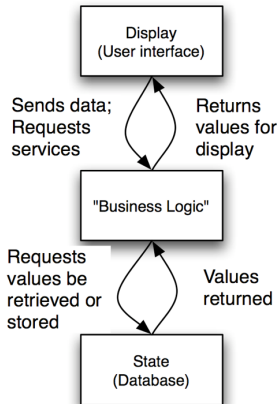 Display
(User interface)
Sends data;
Requests
services
Returns
values for
display
"Business Logic"
Requests
values be
retrieved or
stored
Values
returned
State
(Database)